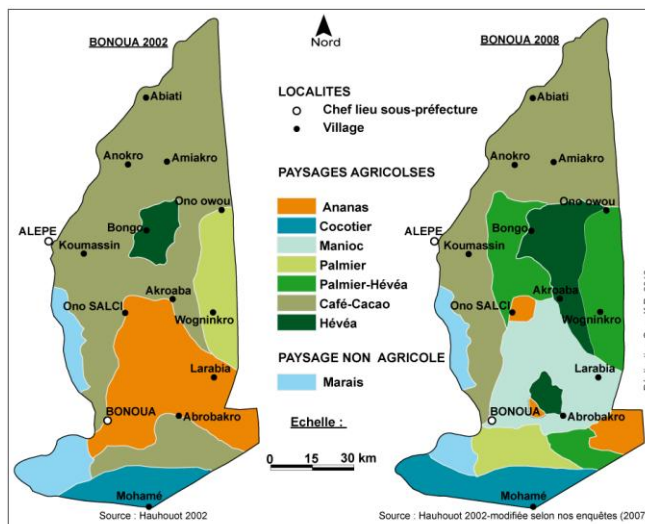 BONOUA 2002
Nord
BONOUA 2008
Abiati
Anokro
Amiakro
Ono owou
Bongo
ALEPE
Koumassin
Akroaba
Ono SALCI
Wogninkro
Larabia
BONOUA
Abrobakro
Mohamé
Source : Hauhouot 2002
LOCALITES
Chef lieu sous-préfecture
Village
PAYSAGES AGRICOLSES
Ananas
Cocotier
Manioc
Palmier
Palmier-Hévéa
Café-Cacao
Hévéa
PAYSAGE NON AGRICOLE
Marais
Echelle :
0 15 30 km
Abiati
Anokro
Amiakro
Ono owou
Bongo
ALEPE
Koumassin
Akroaba
Ono SALCI
Wogninkro
Larabia
BONOUA
Abrobakro
Mohamé
Source : Hauhouot 2002-modifiée selon nos enquêtes (2007